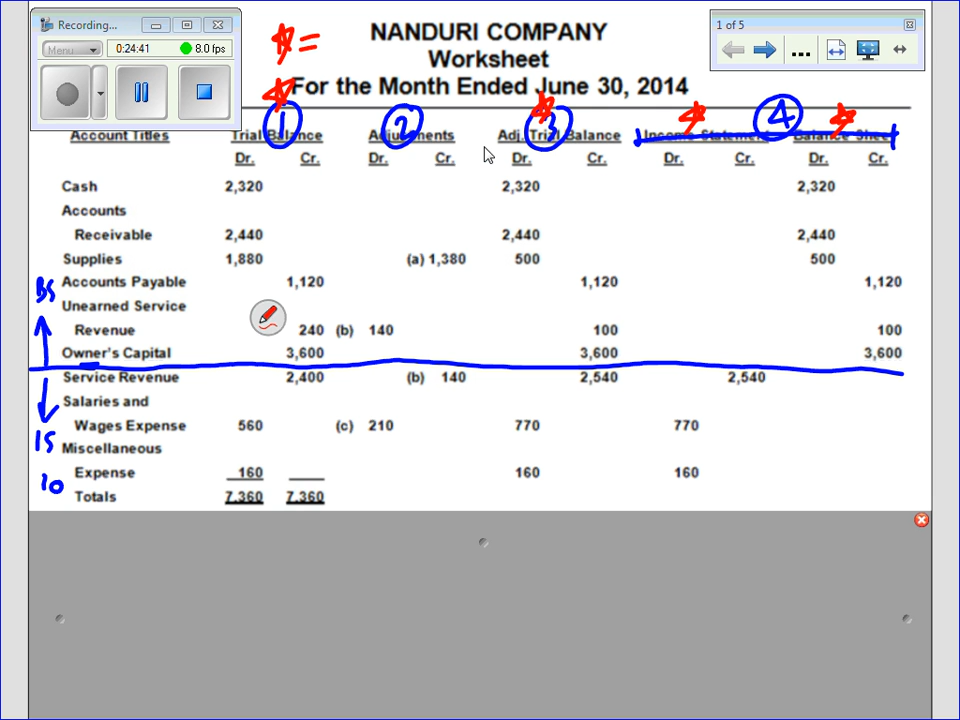 Recording...
Menu
0:24:41
8.0 fps
1 of 5
...
NANDURI COMPANY
Worksheet
For the Month Ended June 30, 2014
=
1 2 3 4
Account Titles Trial Balance Adjustments Adj. Trial Balance Income Statement Balance Sheet
Dr. Cr. Dr. Cr. Dr. Cr. Dr. Cr. Dr. Cr.
Cash 2,320 2,320 2,320
Accounts
Receivable 2,440 2,440 2,440
Supplies 1,880 (a) 1,380 500 500
BS
Accounts Payable 1,120 1,120 1,120
Unearned Service
Revenue 240 (b) 140 100 100
Owner's Capital 3,600 3,600 3,600
Service Revenue 2,400 (b) 140 2,540 2,540
Salaries and
Wages Expense 560 (c) 210 770 770
IS
Miscellaneous
Expense 160 160 160
10
Totals 7,360 7,360